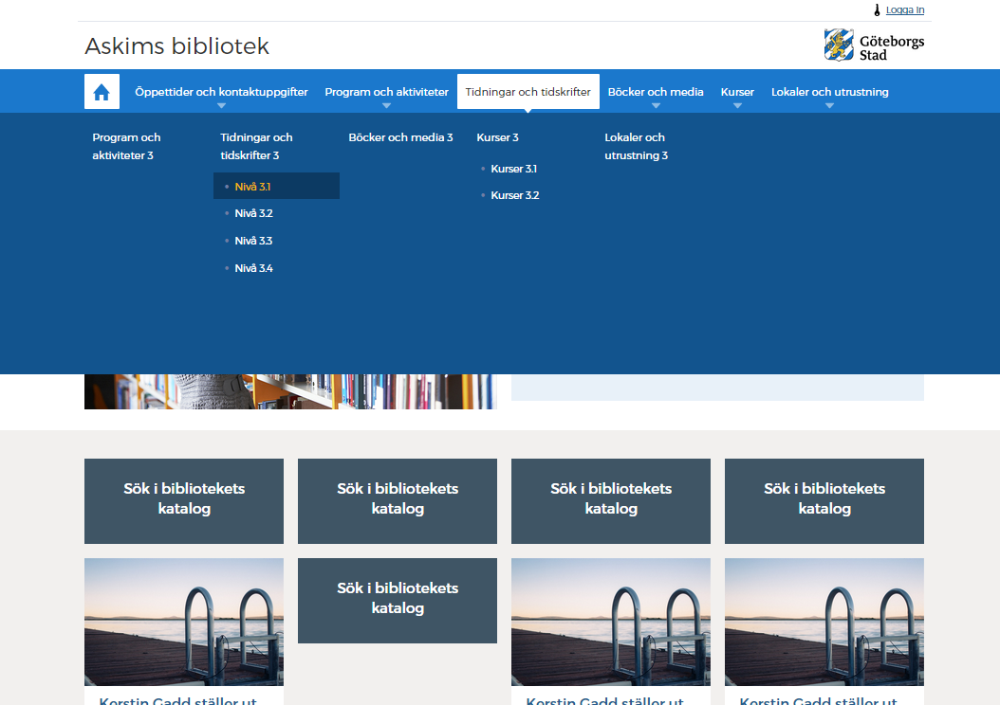 Logga in
Askims bibliotek
Göteborgs
Stad
Öppettider och kontaktuppgifter
Program och aktiviteter
Tidningar och tidskrifter
Böcker och media
Kurser
Lokaler och utrustning
Program och
aktiviteter 3
Tidningar och
tidskrifter 3
Nivå 3.1
Nivå 3.2
Nivå 3.3
Nivå 3.4
Böcker och media 3
Kurser 3
Kurser 3.1
Kurser 3.2
Lokaler och
utrustning 3
Sök i bibliotekets
katalog
Sök i bibliotekets
katalog
Sök i bibliotekets
katalog
Sök i bibliotekets
katalog
Sök i bibliotekets
katalog
Kerstin Gadd ställer ut
Kerstin Gadd ställer ut
Kerstin Gadd ställer ut